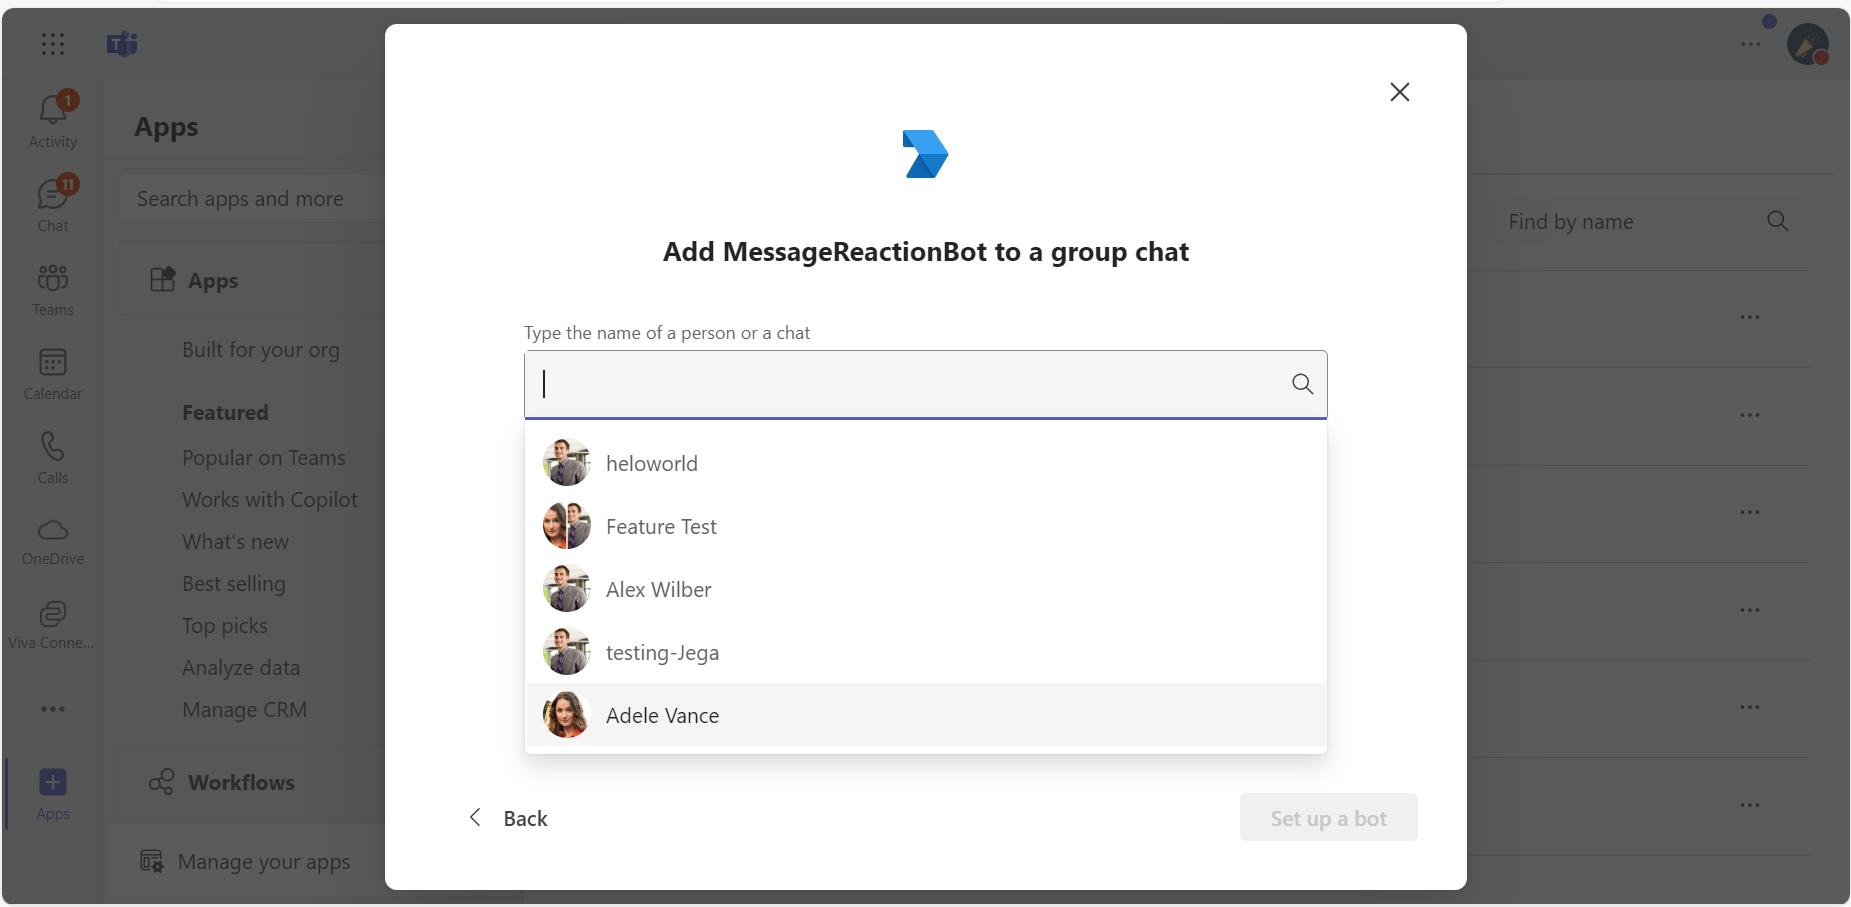 1
Activity
11
Chat
Teams
Calendar
Calls
OneDrive
Viva Conne...
Apps
Apps
Search apps and more
Apps
Built for your org
Featured
Popular on Teams
Works with Copilot
What's new
Best selling
Top picks
Analyze data
Manage CRM
Workflows
Manage your apps
Add MessageReactionBot to a group chat
Type the name of a person or a chat
heloworld
Feature Test
Alex Wilber
testing-Jega
Adele Vance
Back
Set up a bot
Find by name